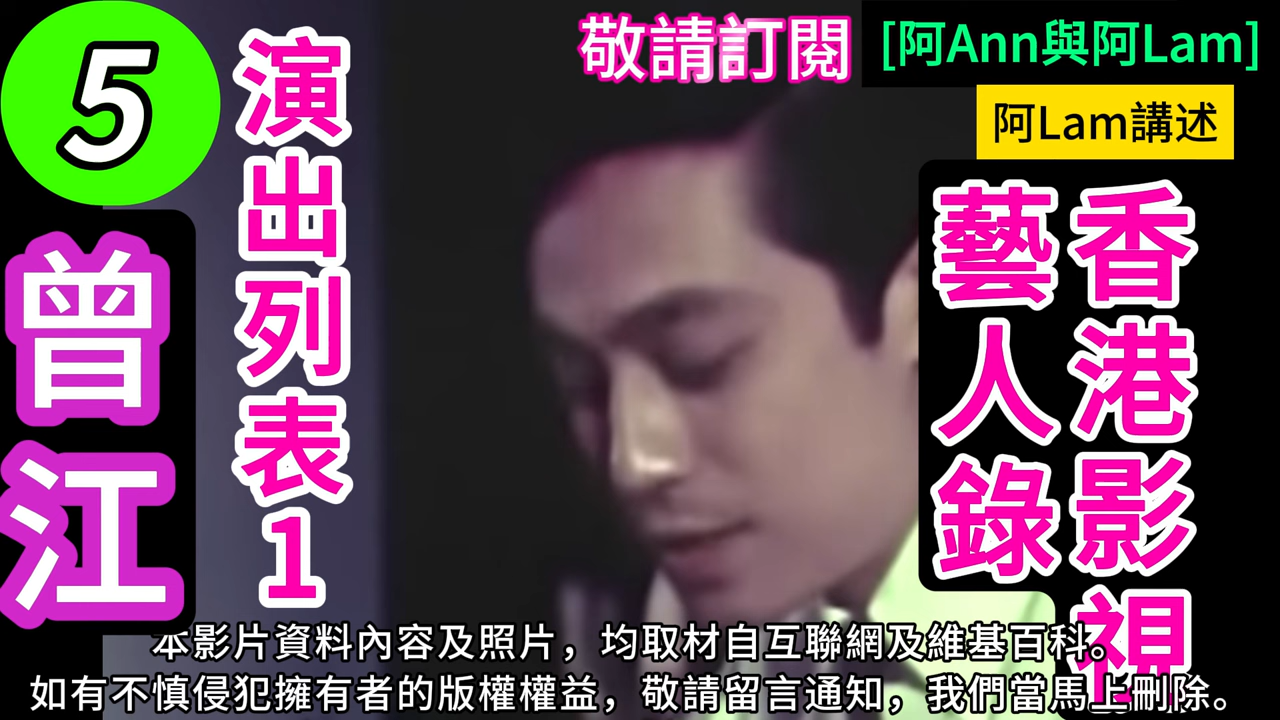 5
曾江
演出列表1
敬請訂閱
[阿Ann與阿Lam]
阿Lam講述
香港影視
藝人錄
本影片資料內容及照片，均取材自互聯網及維基百科。
如有不慎侵犯擁有者的版權權益，敬請留言通知，我們當馬上刪除。